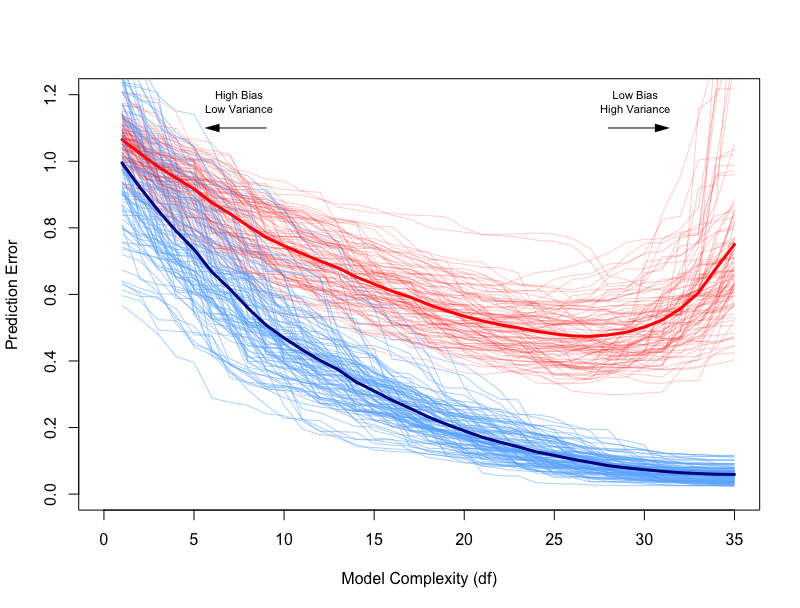 High Bias
Low Variance
Low Bias
High Variance
Prediction Error
1.2
1.0
0.8
0.6
0.4
0.2
0.0
0 5 10 15 20 25 30 35
Model Complexity (df)